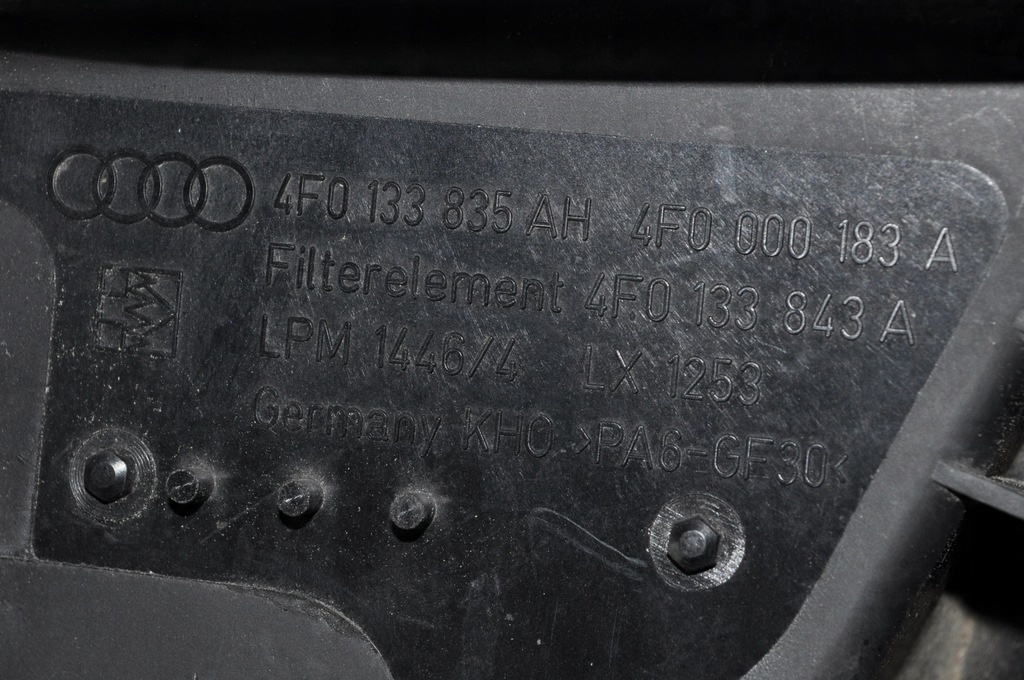 4F0 133 835 AH 4F0 000 183 A
Filterelement 4F0 133 843 A
LPM 1446/4 LX 1253
Germany KHO >PA6-GF30<